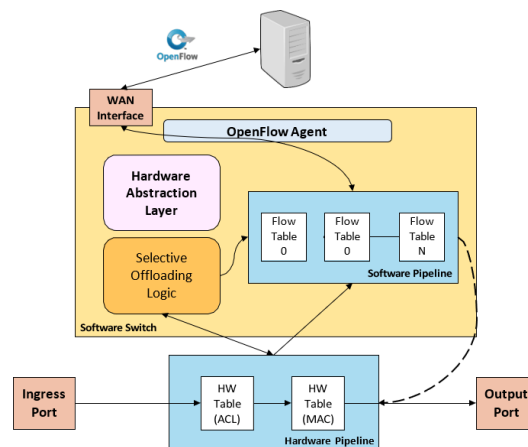 OpenFlow
WAN
Interface
OpenFlow Agent
Hardware
Abstraction
Layer
Flow
Table
0
Flow
Table
0
Flow
Table
N
Selective
Offloading
Logic
Software Pipeline
Software Switch
Ingress
Port
HW
Table
(ACL)
HW
Table
(MAC)
Output
Port
Hardware Pipeline